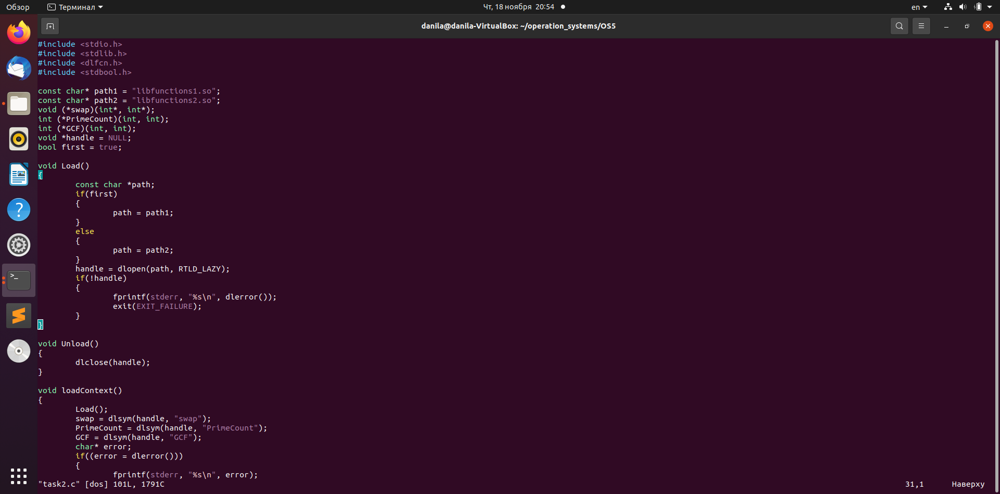 Обзор
Терминал
Чт, 18 ноября 20:54
en
danila@danila-VirtualBox: ~/operation_systems/OS5
#include <stdio.h>
#include <stdlib.h>
#include <dlfcn.h>
#include <stdbool.h>
const char* path1 = "libfunctions1.so";
const char* path2 = "libfunctions2.so";
void (*swap)(int*, int*);
int (*PrimeCount)(int, int);
int (*GCF)(int, int);
void *handle = NULL;
bool first = true;
void Load()
{
        const char *path;
        if(first)
        {
                path = path1;
        }
        else
        {
                path = path2;
        }
        handle = dlopen(path, RTLD_LAZY);
        if(!handle)
        {
                fprintf(stderr, "%s\n", dlerror());
                exit(EXIT_FAILURE);
        }
}
void Unload()
{
        dlclose(handle);
}
void loadContext()
{
        Load();
        swap = dlsym(handle, "swap");
        PrimeCount = dlsym(handle, "PrimeCount");
        GCF = dlsym(handle, "GCF");
        char* error;
        if((error = dlerror()))
        {
                fprintf(stderr, "%s\n", error);
"task2.c" [dos] 101L, 1791C
31,1
Наверху